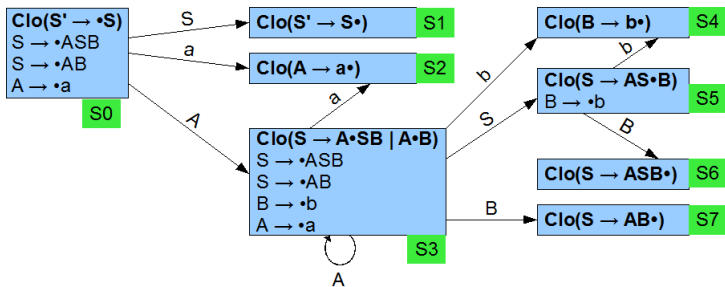 Clo(S' → •S)
S → •ASB
S → •AB
A → •a
S0
S
a
A
Clo(S' → S•)
S1
Clo(A → a•)
S2
a
Clo(S → A•SB | A•B)
S → •ASB
S → •AB
B → •b
A → •a
S3
A
b
S
B
Clo(B → b•)
S4
b
Clo(S → AS•B)
B → •b
S5
B
Clo(S → ASB•)
S6
Clo(S → AB•)
S7